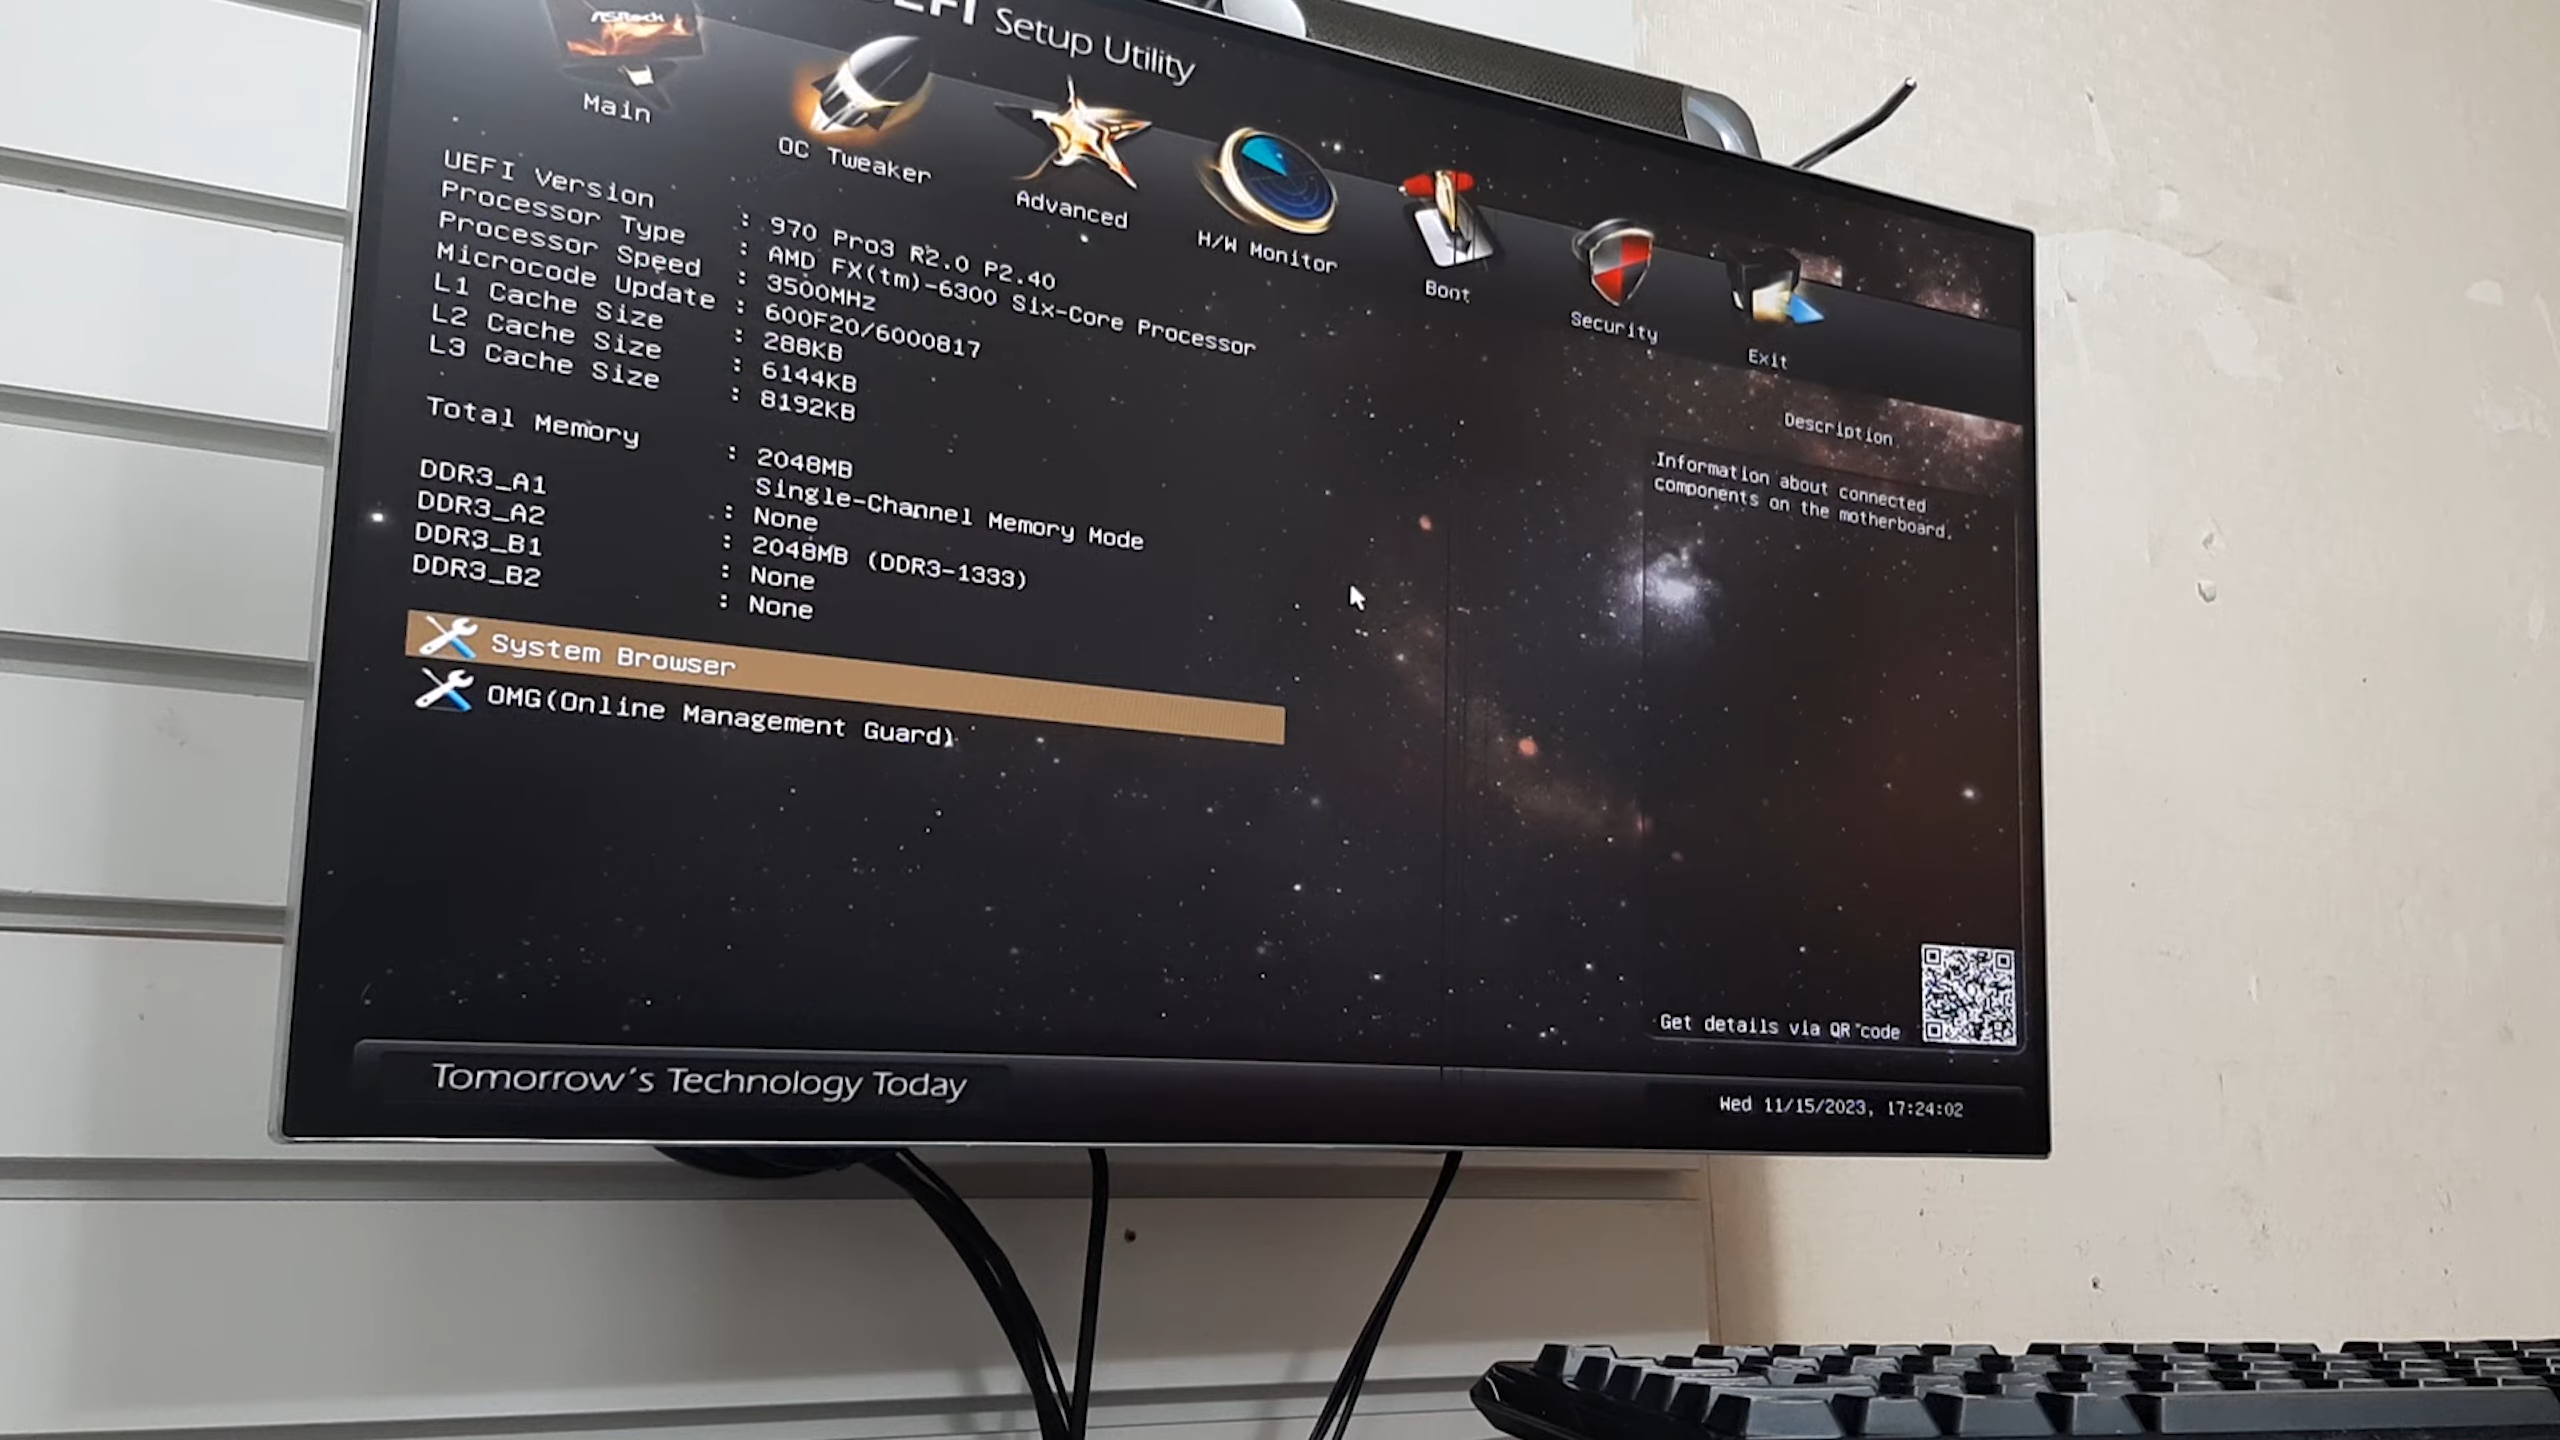 ASRock
UEFI Setup Utility
Main
OC Tweaker
Advanced
H/W Monitor
Boot
Security
Exit
UEFI Version : 970 Pro3 R2.0 P2.40
Processor Type : AMD FX(tm)-6300 Six-Core Processor
Processor Speed : 3500MHz
Microcode Update : 600F20/6000817
L1 Cache Size : 288KB
L2 Cache Size : 6144KB
L3 Cache Size : 8192KB
Total Memory : 2048MB
Single-Channel Memory Mode
DDR3_A1 : None
DDR3_A2 : 2048MB (DDR3-1333)
DDR3_B1 : None
DDR3_B2 : None
System Browser
OMG(Online Management Guard)
Description
Information about connected
components on the motherboard.
Get details via QR code
Tomorrow's Technology Today
Wed 11/15/2023, 17:24:02